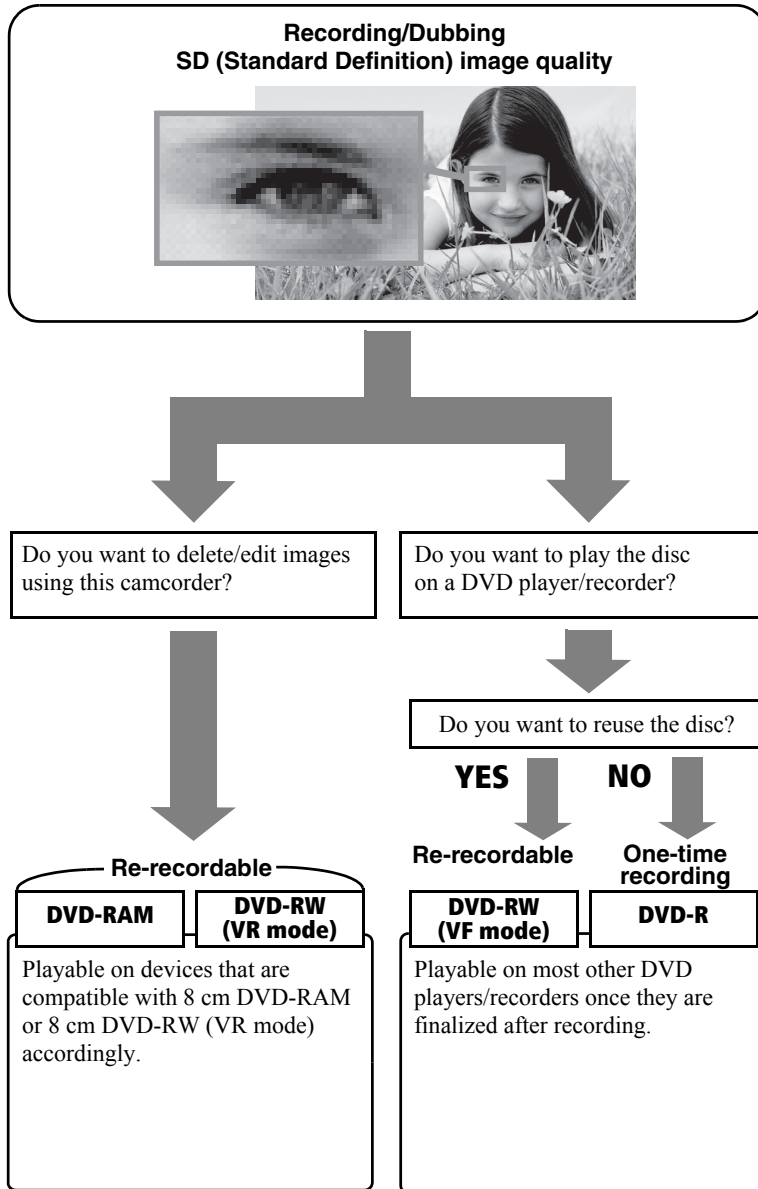 Recording/Dubbing
SD (Standard Definition) image quality
Do you want to delete/edit images
using this camcorder?
Do you want to play the disc
on a DVD player/recorder?
Do you want to reuse the disc?
YES
NO
Re-recordable
DVD-RAM
DVD-RW
(VR mode)
Playable on devices that are
compatible with 8 cm DVD-RAM
or 8 cm DVD-RW (VR mode)
accordingly.
Re-recordable
One-time
recording
DVD-RW
(VF mode)
DVD-R
Playable on most other DVD
players/recorders once they are
finalized after recording.